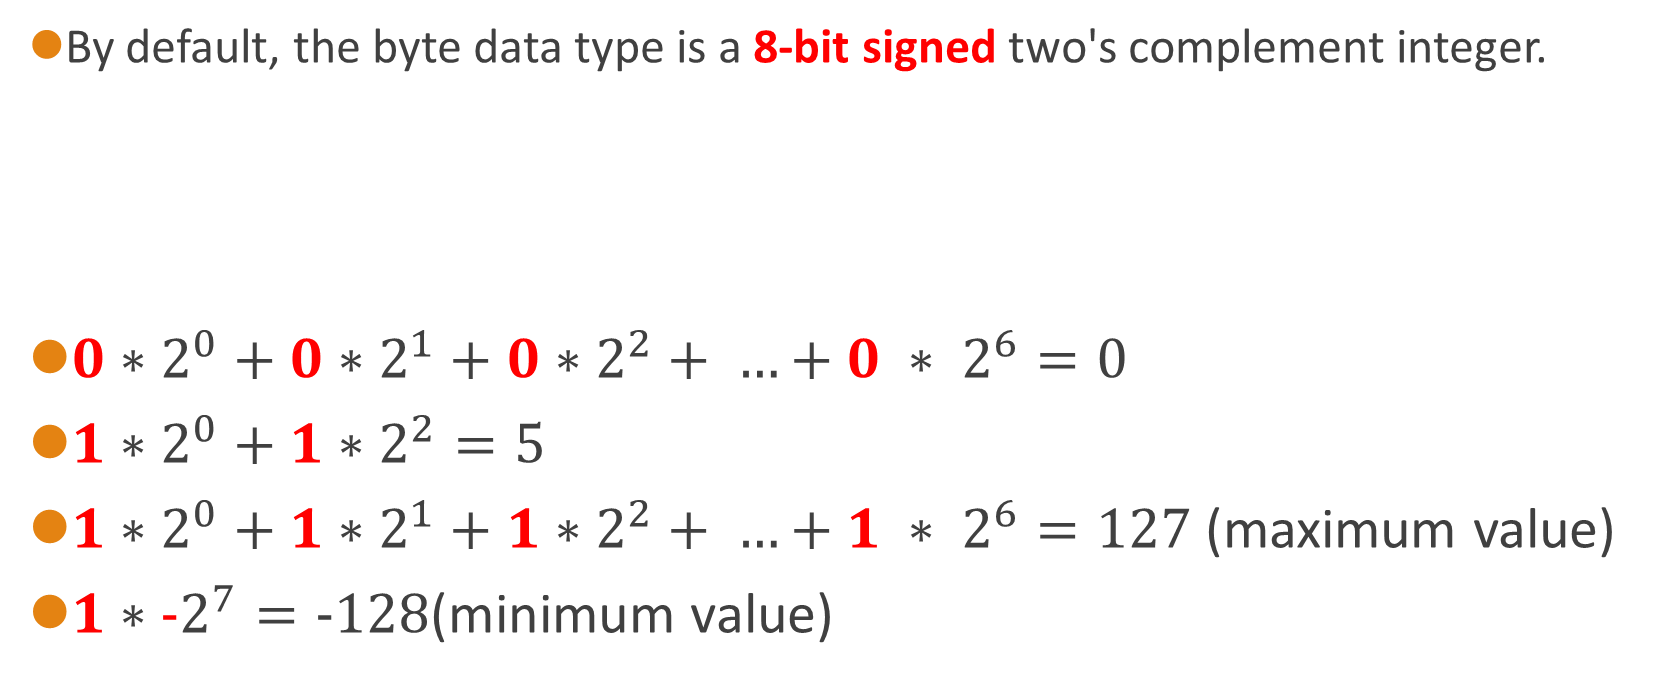 ●By default, the byte data type is a 8-bit signed two's complement integer.
●0 ∗ 2⁰ + 0 ∗ 2¹ + 0 ∗ 2² + … + 0 ∗ 2⁶ = 0
●1 ∗ 2⁰ + 1 ∗ 2² = 5
●1 ∗ 2⁰ + 1 ∗ 2¹ + 1 ∗ 2² + … + 1 ∗ 2⁶ = 127 (maximum value)
●1 ∗ -2⁷ = -128(minimum value)